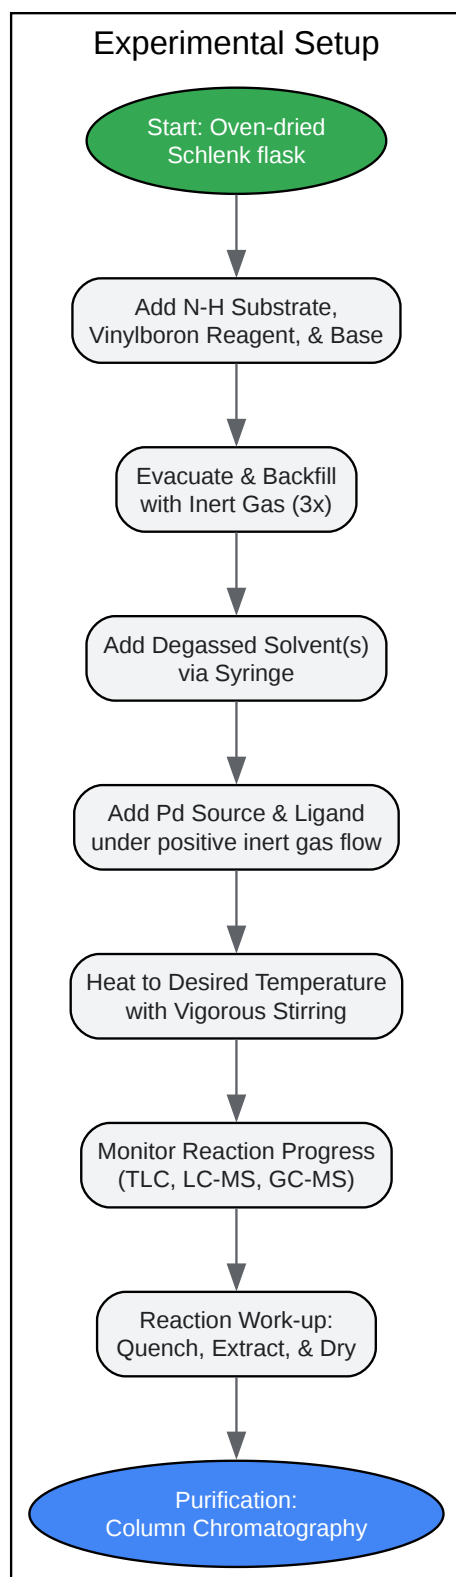 Experimental Setup
Start: Oven-dried
Schlenk flask
Add N-H Substrate,
Vinylboron Reagent, & Base
Evacuate & Backfill
with Inert Gas (3x)
Add Degassed Solvent(s)
via Syringe
Add Pd Source & Ligand
under positive inert gas flow
Heat to Desired Temperature
with Vigorous Stirring
Monitor Reaction Progress
(TLC, LC-MS, GC-MS)
Reaction Work-up:
Quench, Extract, & Dry
Purification:
Column Chromatography